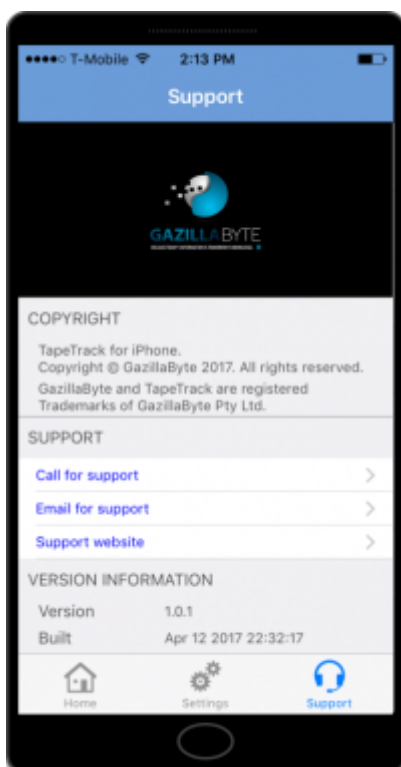 T-Mobile 2:13 PM
Support
GAZILLABYTE
COPYRIGHT
TapeTrack for iPhone.
Copyright © GazillaByte 2017. All rights reserved.
GazillaByte and TapeTrack are registered
Trademarks of GazillaByte Pty Ltd.
SUPPORT
Call for support
Email for support
Support website
VERSION INFORMATION
Version 1.0.1
Built Apr 12 2017 22:32:17
Home Settings Support